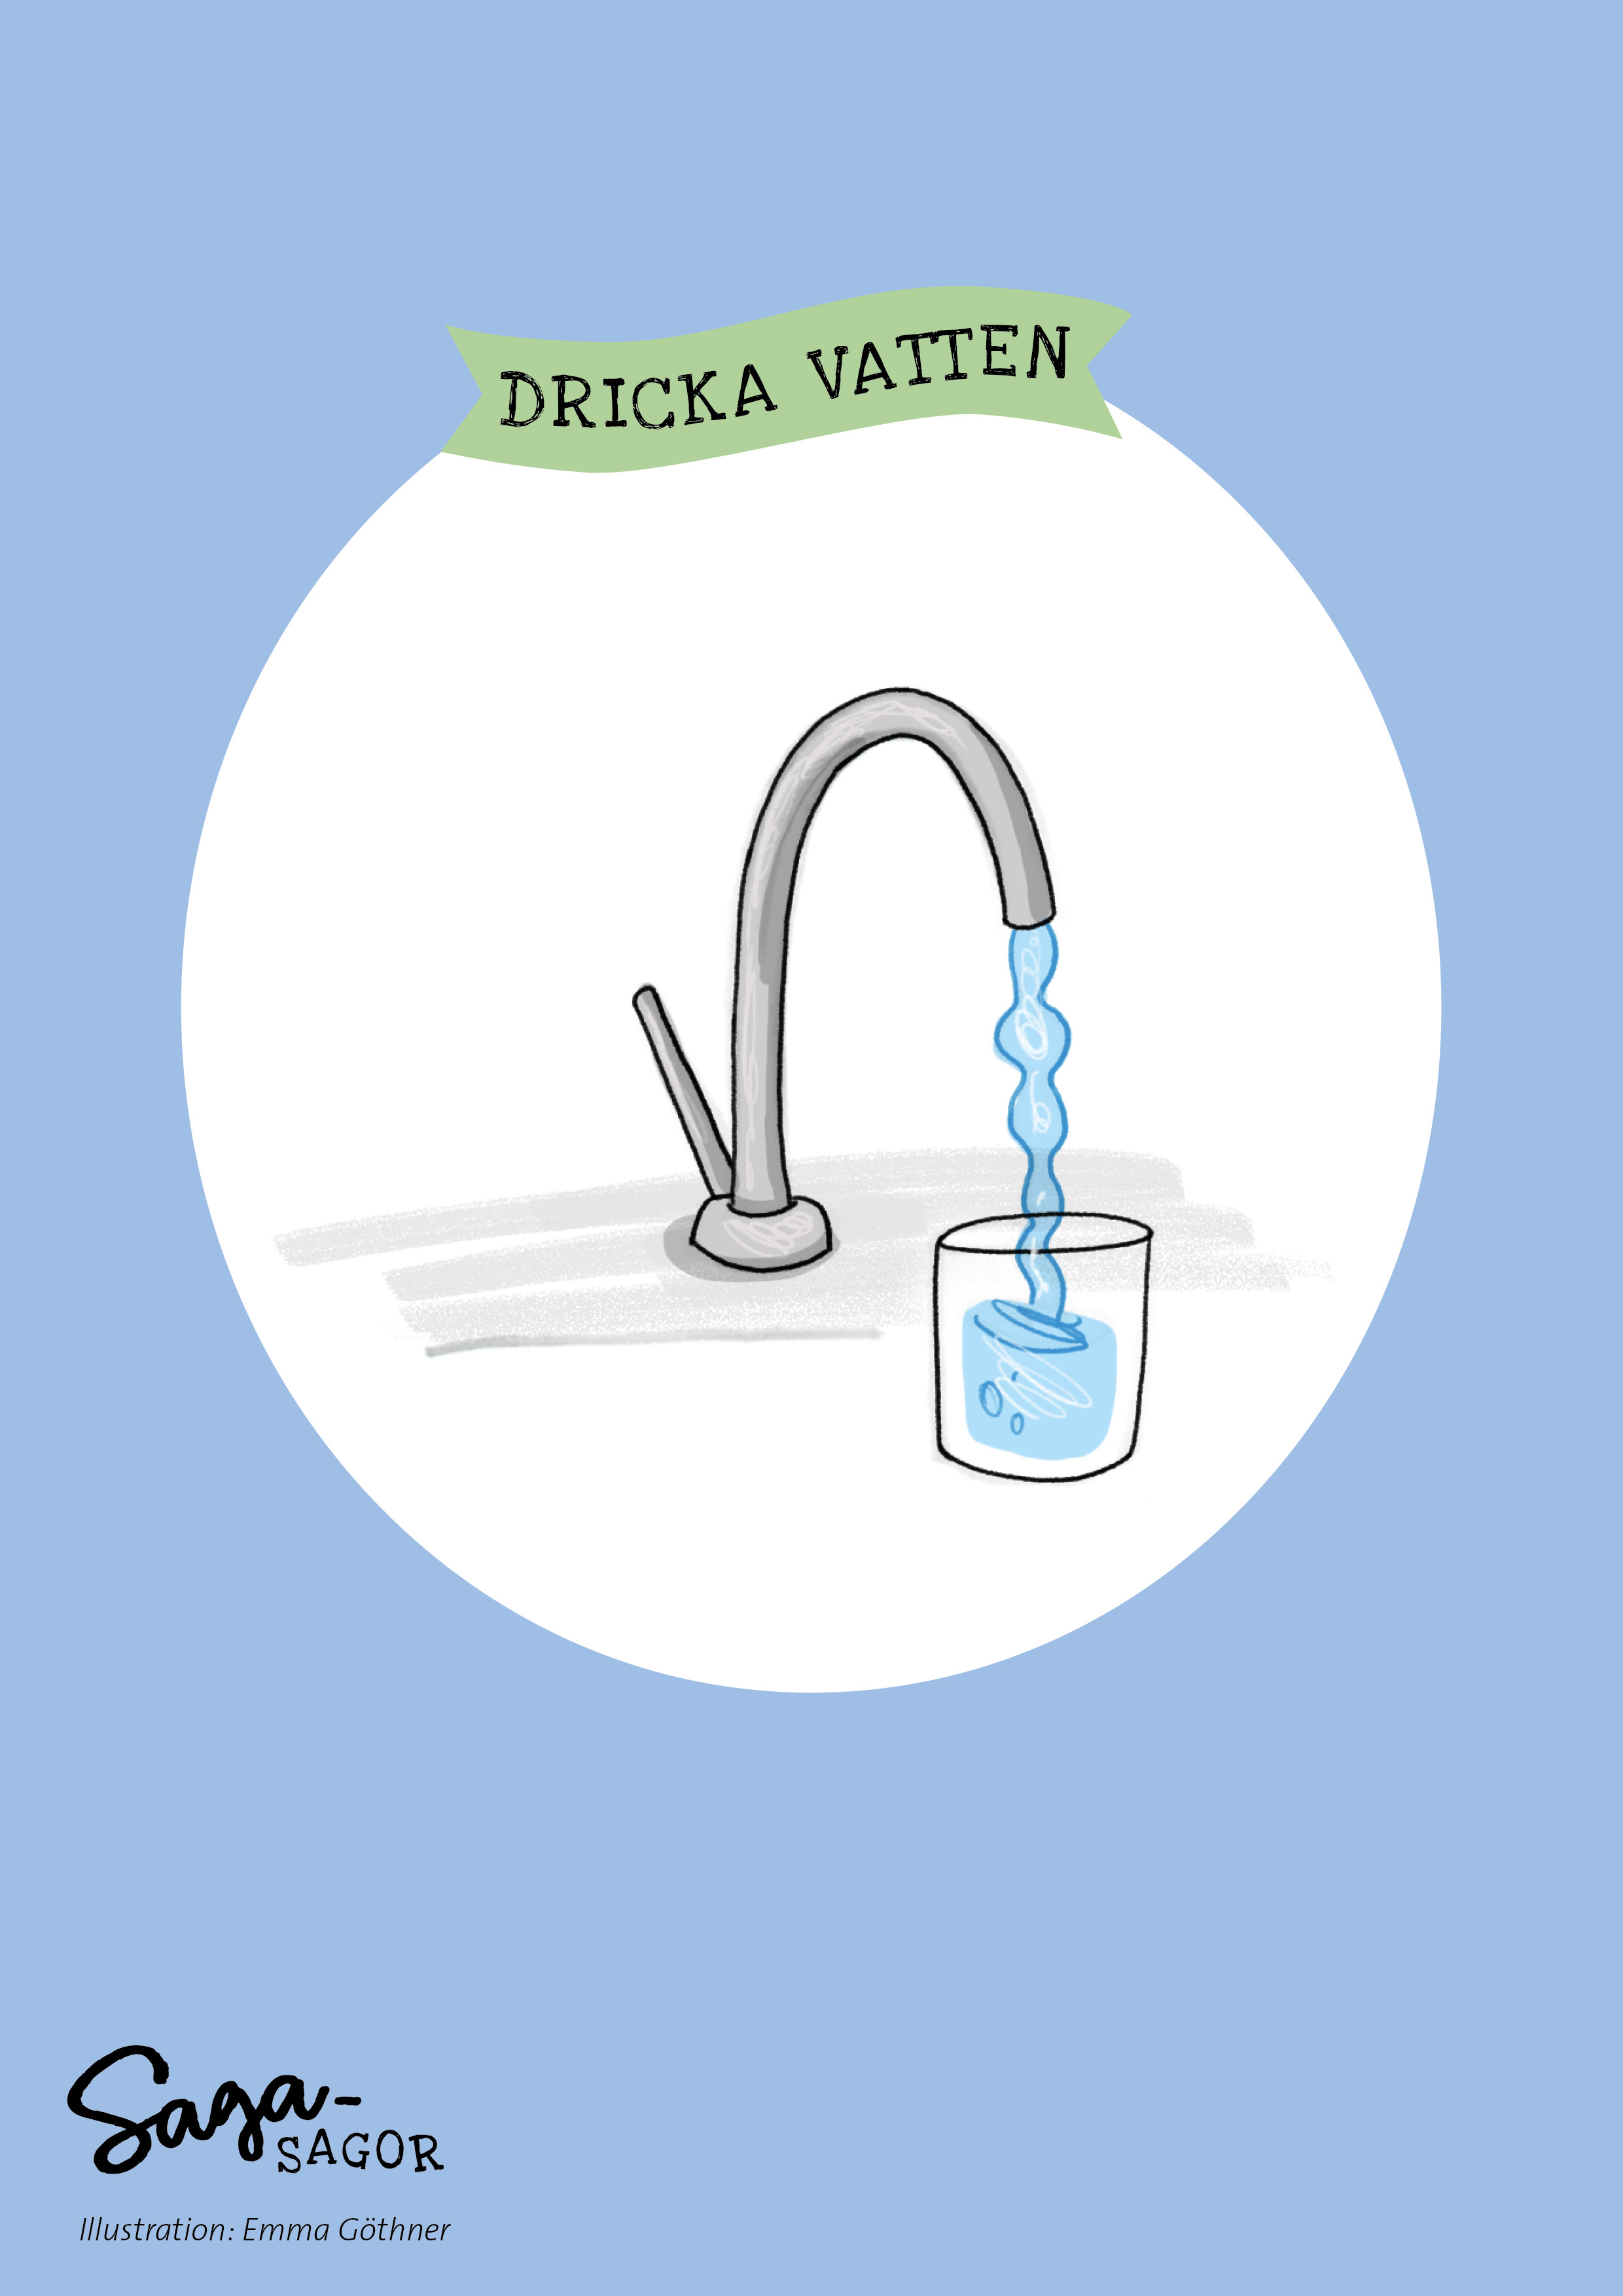 DRICKA VATTEN
Saga-
SAGOR
Illustration: Emma Göthner